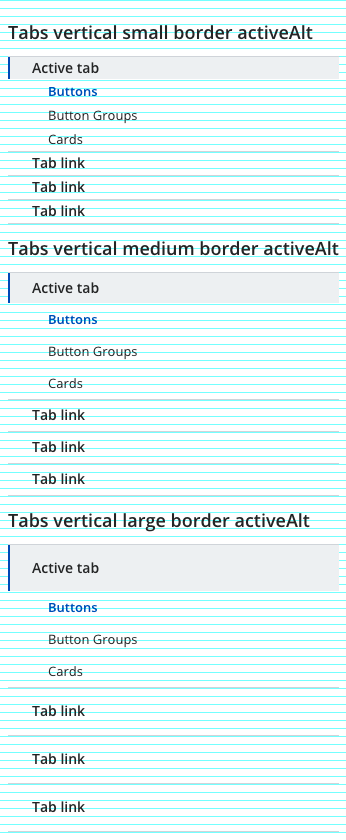 Tabs vertical small border activeAlt
Active tab
Buttons
Button Groups
Cards
Tab link
Tab link
Tab link
Tabs vertical medium border activeAlt
Active tab
Buttons
Button Groups
Cards
Tab link
Tab link
Tab link
Tabs vertical large border activeAlt
Active tab
Buttons
Button Groups
Cards
Tab link
Tab link
Tab link